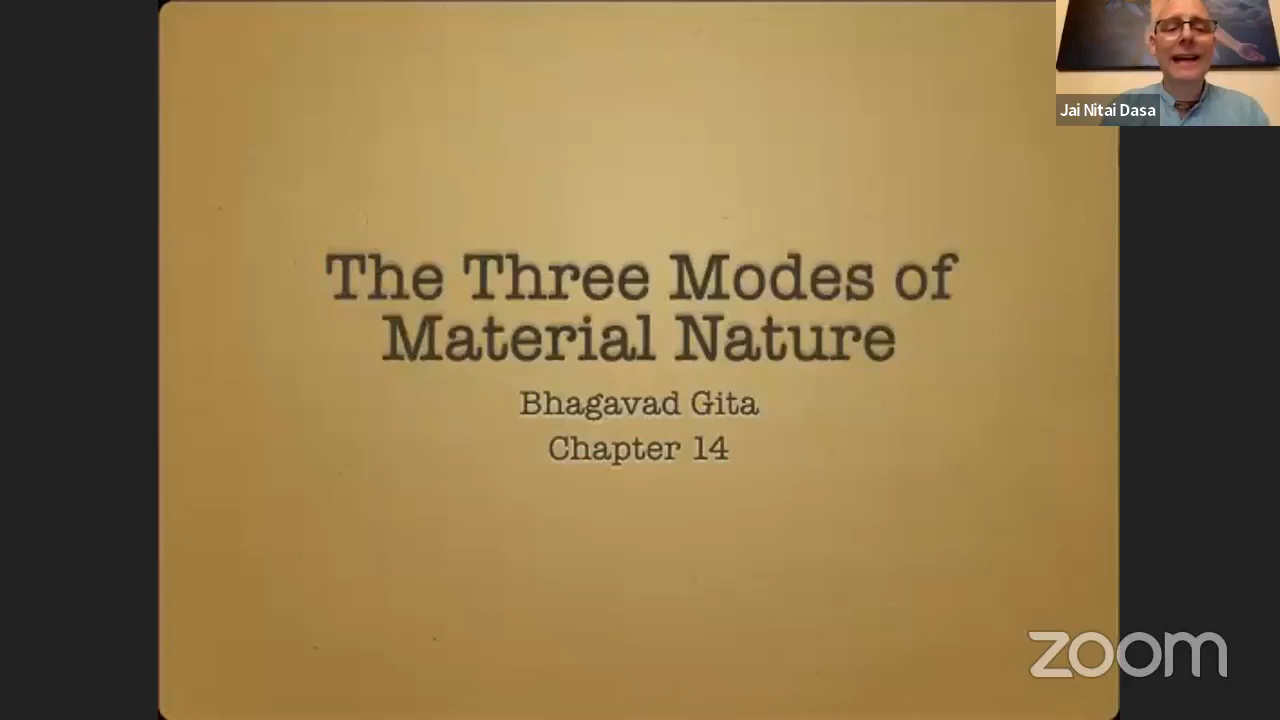 The Three Modes of
Material Nature
Bhagavad Gita
Chapter 14
Jai Nitai Dasa
zoom